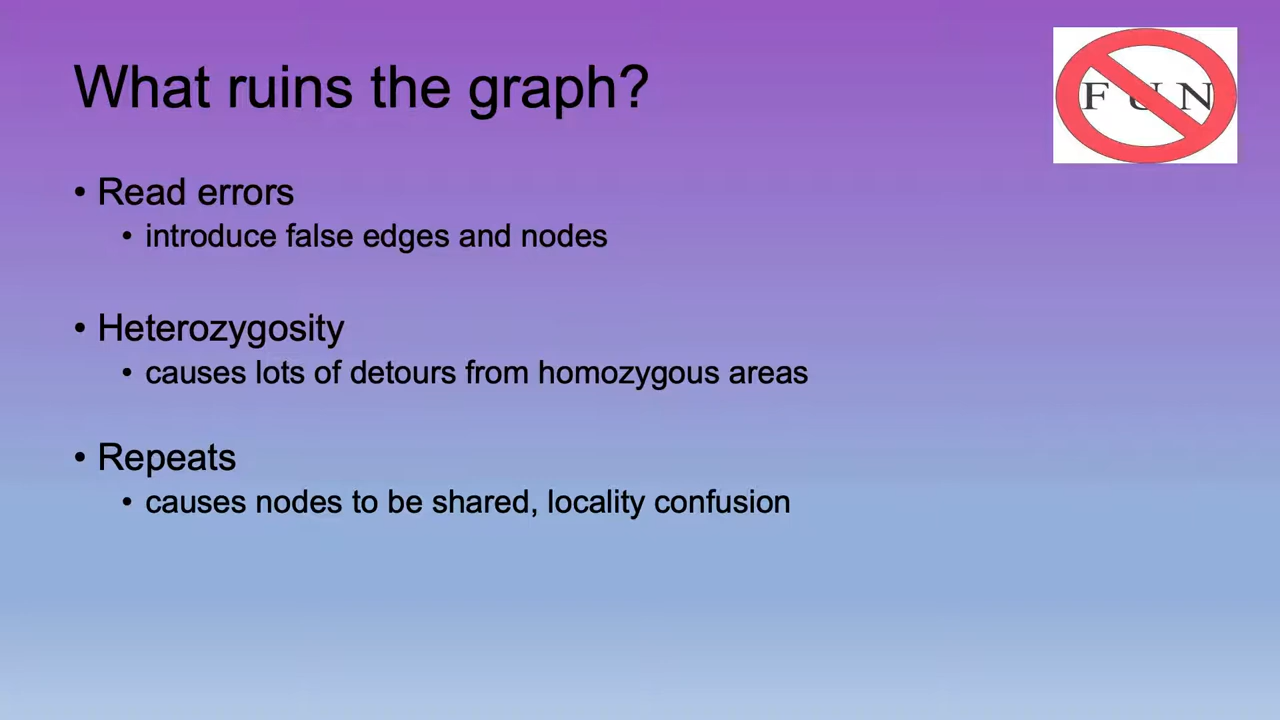 What ruins the graph?
F U N
• Read errors
• introduce false edges and nodes
• Heterozygosity
• causes lots of detours from homozygous areas
• Repeats
• causes nodes to be shared, locality confusion